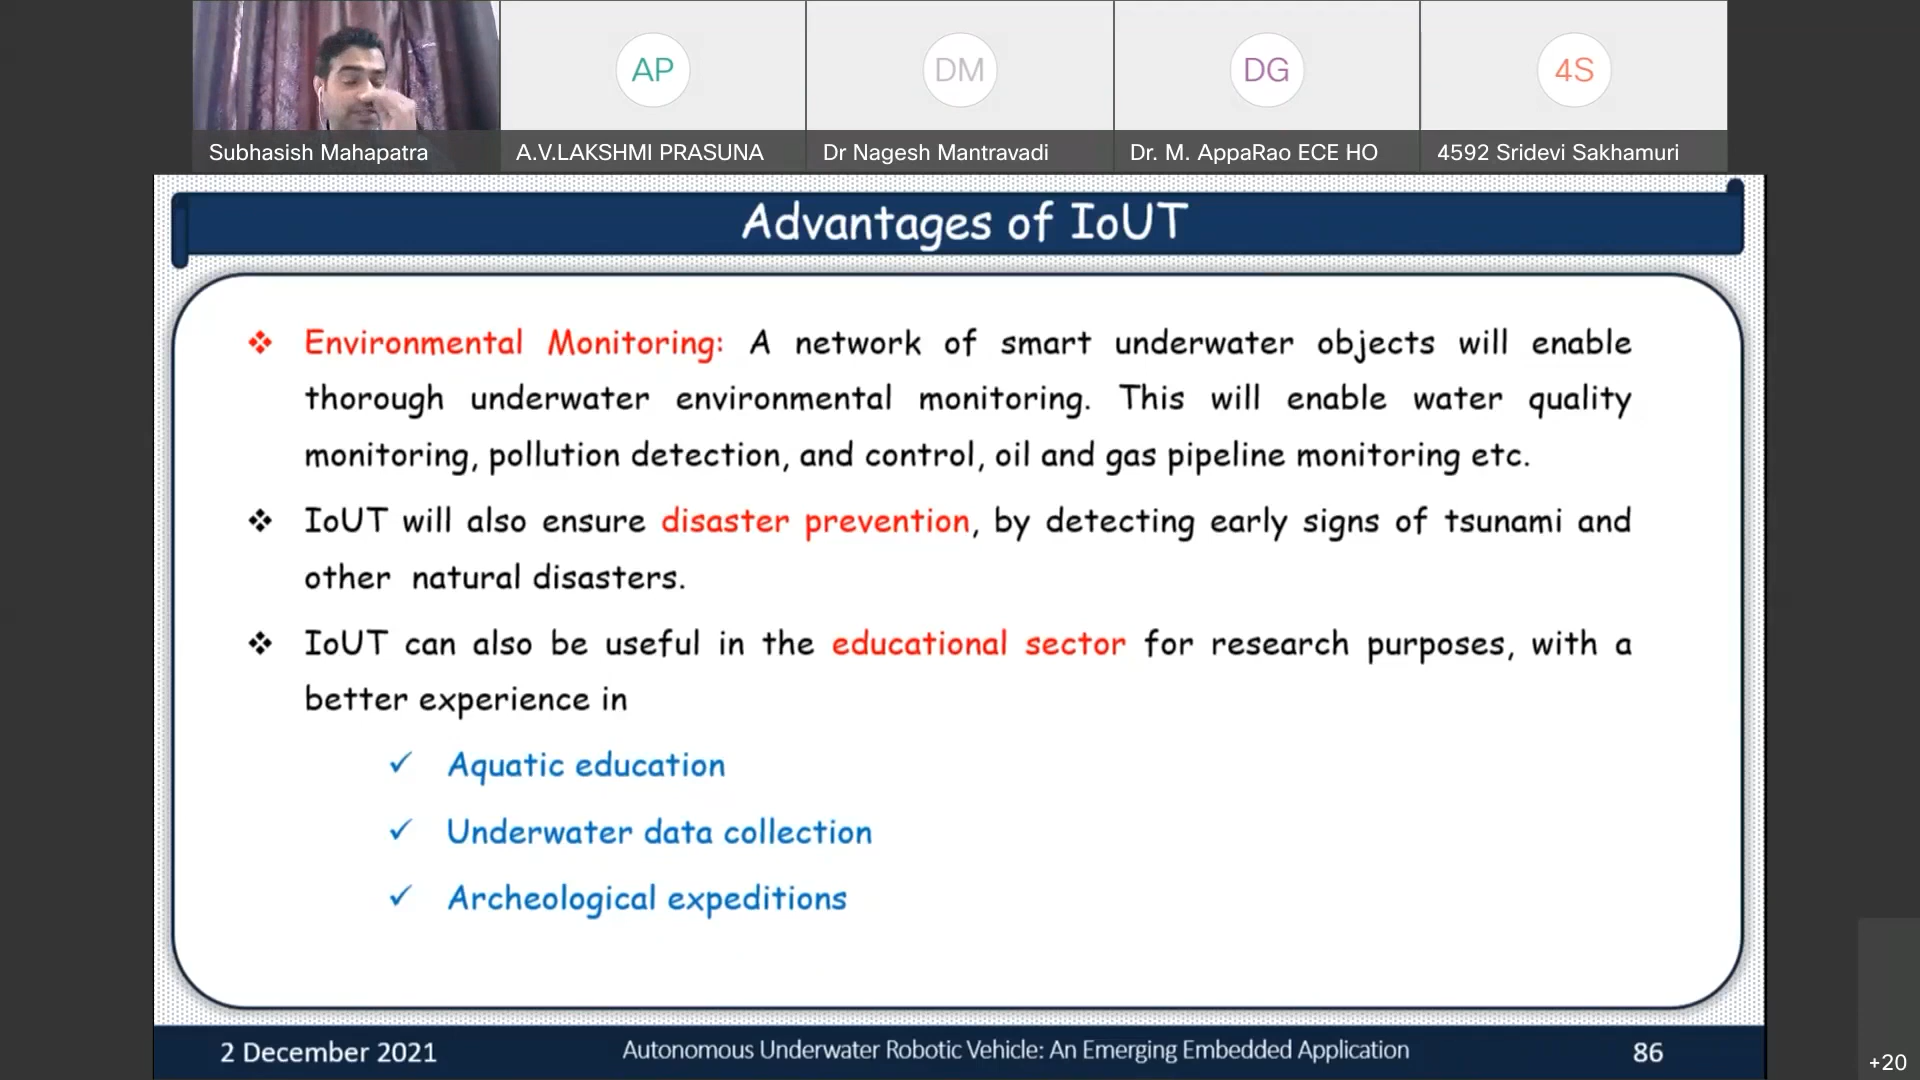 AP
DM
DG
4S
Subhasish Mahapatra
A.V.LAKSHMI PRASUNA
Dr Nagesh Mantravadi
Dr. M. AppaRao ECE HO
4592 Sridevi Sakhamuri
Advantages of IoUT
❖ Environmental Monitoring: A network of smart underwater objects will enable
thorough underwater environmental monitoring. This will enable water quality
monitoring, pollution detection, and control, oil and gas pipeline monitoring etc.
❖ IoUT will also ensure disaster prevention, by detecting early signs of tsunami and
other natural disasters.
❖ IoUT can also be useful in the educational sector for research purposes, with a
better experience in
✓ Aquatic education
✓ Underwater data collection
✓ Archeological expeditions
2 December 2021
Autonomous Underwater Robotic Vehicle: An Emerging Embedded Application
86
+20